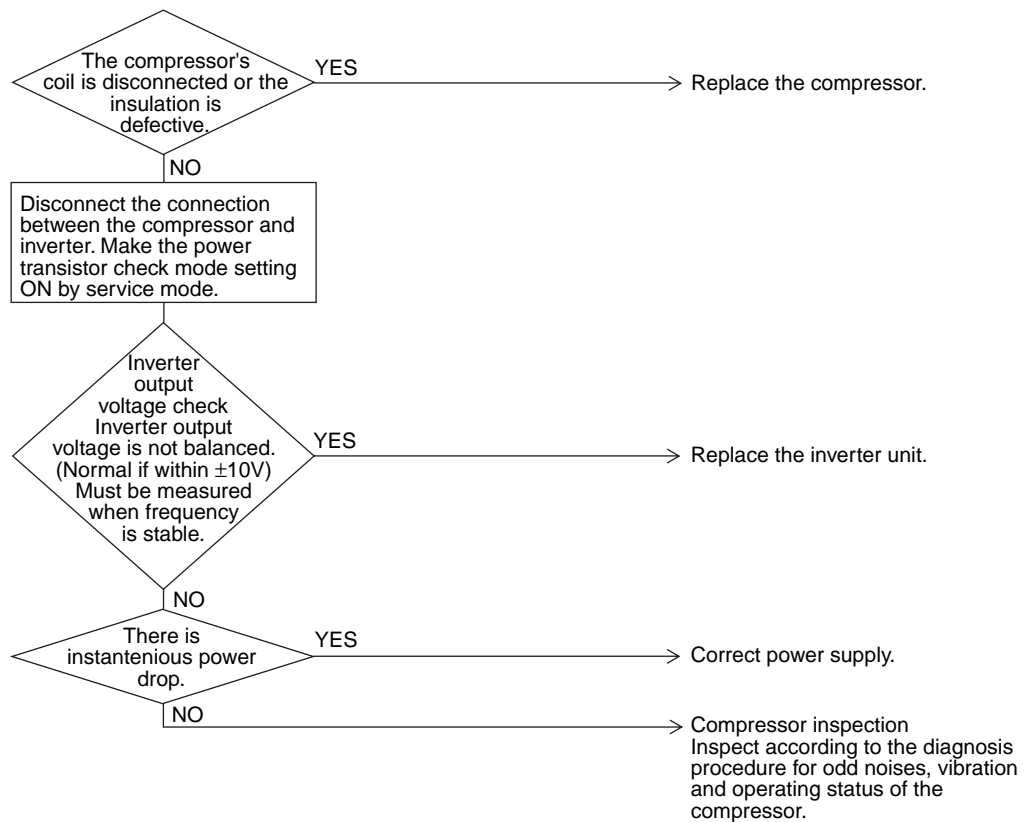 The compressor's
coil is disconnected or the
insulation is
defective.
YES
Replace the compressor.
NO
Disconnect the connection
between the compressor and
inverter. Make the power
transistor check mode setting
ON by service mode.
Inverter
output
voltage check
Inverter output
voltage is not balanced.
(Normal if within ±10V)
Must be measured
when frequency
is stable.
YES
Replace the inverter unit.
NO
There is
instantenious power
drop.
YES
Correct power supply.
NO
Compressor inspection
Inspect according to the diagnosis
procedure for odd noises, vibration
and operating status of the
compressor.